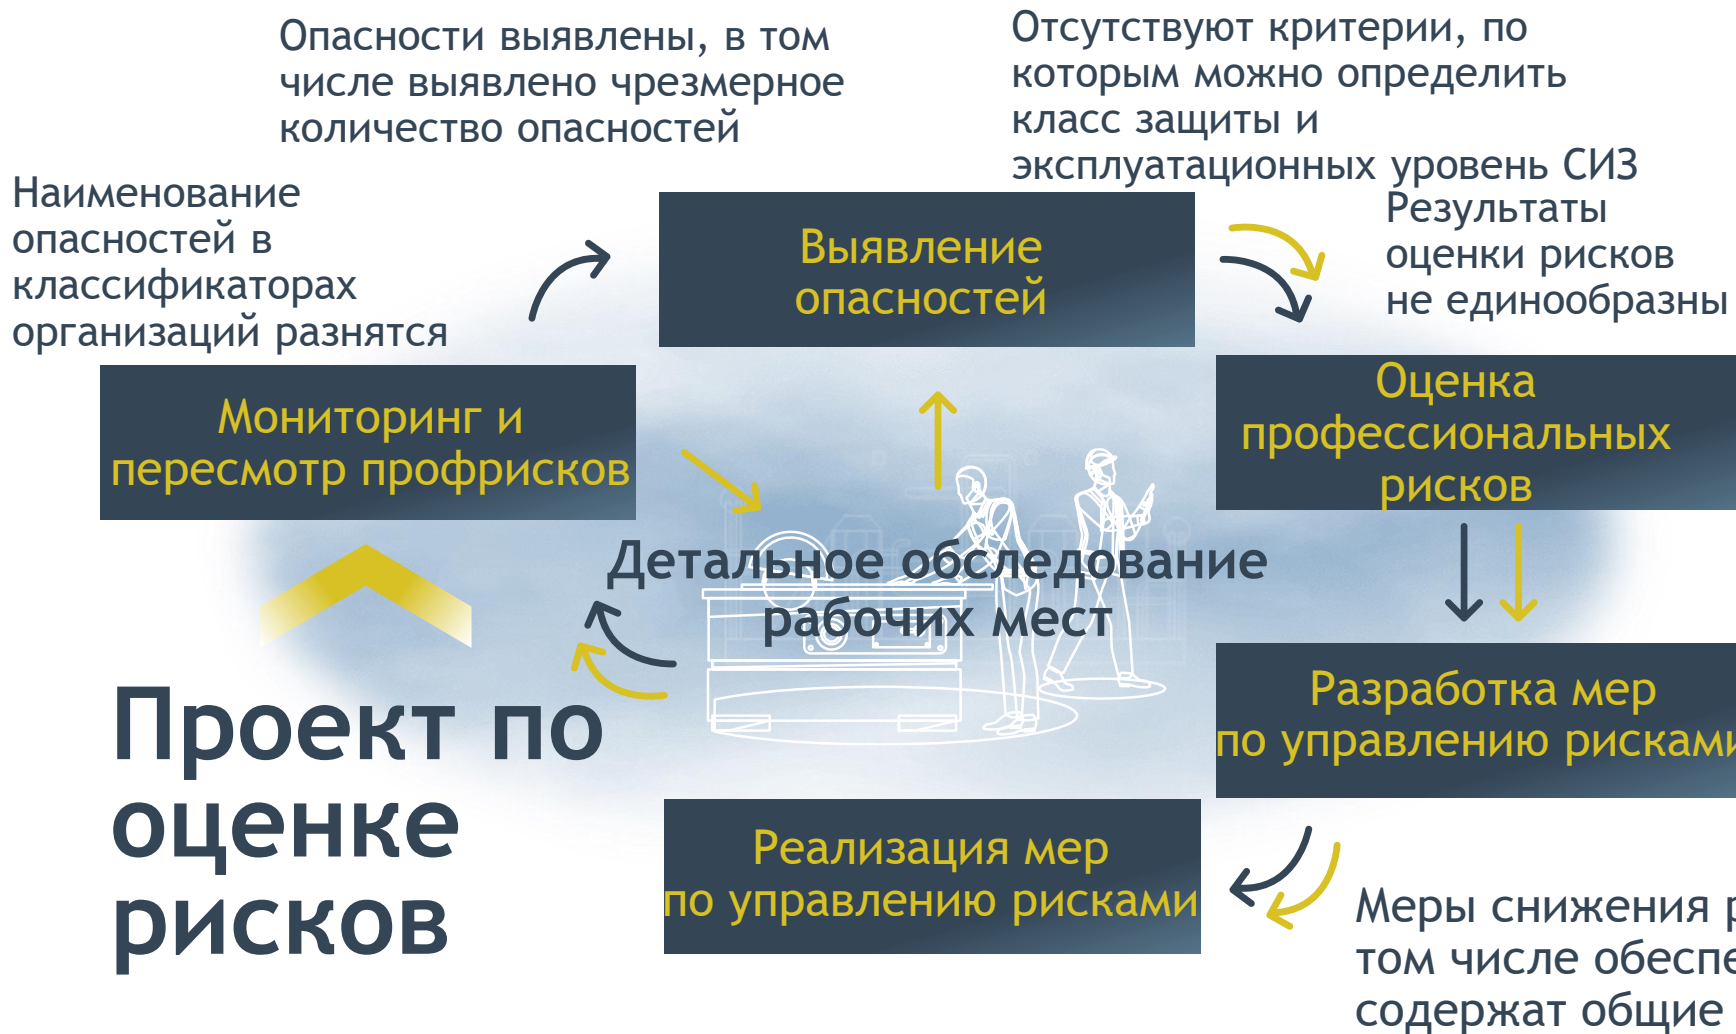 Опасности выявлены, в том
числе выявлено чрезмерное
количество опасностей
Отсутствуют критерии, по
которым можно определить
класс защиты и
эксплуатационных уровень СИЗ
Наименование
опасностей в
классификаторах
организаций разнятся
Результаты
оценки рисков
не единообразны
Выявление
опасностей
Мониторинг и
пересмотр профрисков
Оценка
профессиональных
рисков
Детальное обследование
рабочих мест
Разработка мер
по управлению рисками
Проект по
оценке
рисков
Реализация мер
по управлению рисками
Меры снижения
том числе
содержат общие